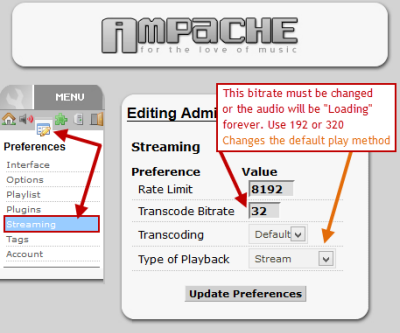 AMPACHE
for the love of music
MENU
Preferences
Interface
Options
Playlist
Plugins
Streaming
Tags
Account
Editing Admi
This bitrate must be changed
or the audio will be "Loading"
forever. Use 192 or 320
Changes the default play method
Streaming
Preference Value
Rate Limit 8192
Transcode Bitrate 32
Transcoding Default
Type of Playback Stream
Update Preferences